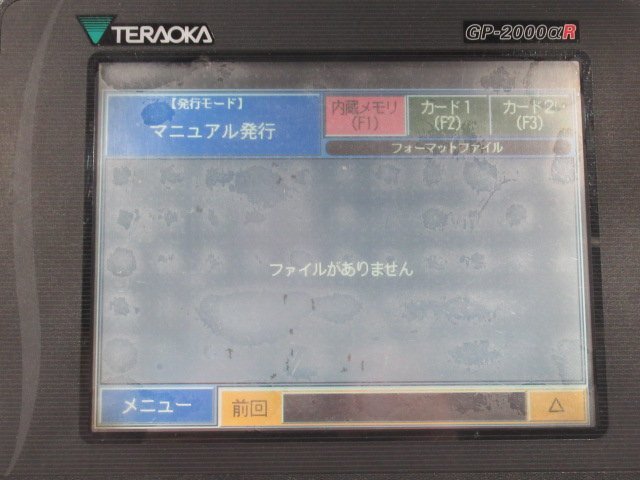 TERAOKA
GP-2000αR
【発行モード】
マニュアル発行
内蔵メモリ
(F1)
カード1
(F2)
カード2
(F3)
フォーマットファイル
ファイルがありません
メニュー
前回
△